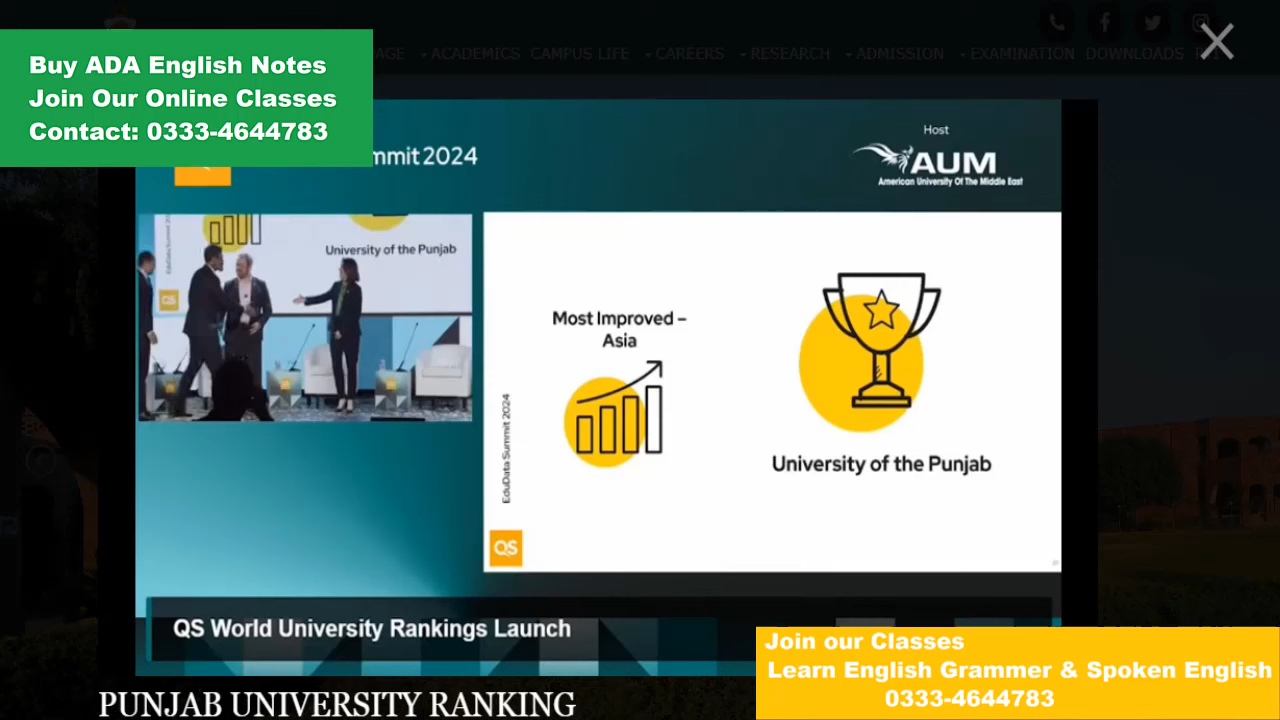 AGE ACADEMICS CAMPUS LIFE CAREERS RESEARCH ADMISSION EXAMINATION DOWNLOADS
Buy ADA English Notes
Join Our Online Classes
Contact: 0333-4644783
mmit 2024
Host
AUM
American University Of The Middle East
University of the Punjab
QS
Most Improved –
Asia
EduData Summit 2024
University of the Punjab
QS
QS World University Rankings Launch
Join our Classes
Learn English Grammer & Spoken English
0333-4644783
PUNJAB UNIVERSITY RANKING